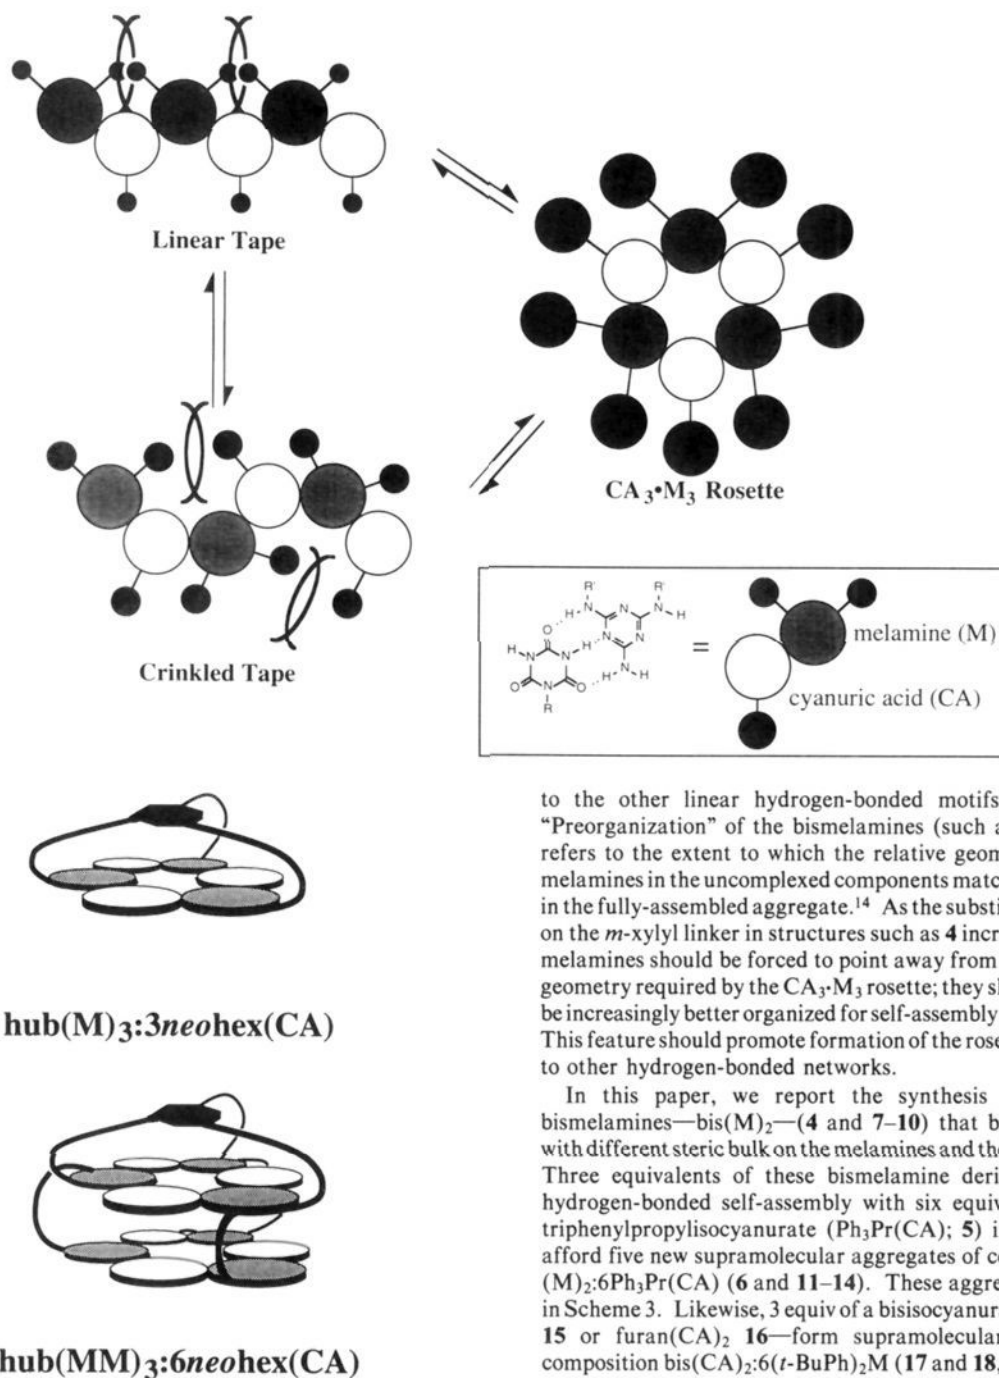 Linear Tape
CA3•M3 Rosette
Crinkled Tape
R'
R'
H
N
N
N
H
O
N
N
H
N
H
N
N
H
N
H
O
N
O
R
=
melamine (M)
cyanuric acid (CA)
hub(M)3:3neohex(CA)
hub(MM)3:6neohex(CA)
to the other linear hydrogen-bonded motifs
“Preorganization” of the bismelamines (such a
refers to the extent to which the relative geom
melamines in the uncomplexed components matc
in the fully-assembled aggregate.14 As the substi
on the m-xylyl linker in structures such as 4 incr
melamines should be forced to point away from
geometry required by the CA3•M3 rosette; they sl
be increasingly better organized for self-assembly
This feature should promote formation of the rose
to other hydrogen-bonded networks.
In this paper, we report the synthesis
bismelamines—bis(M)2—(4 and 7–10) that b
with different steric bulk on the melamines and the
Three equivalents of these bismelamine deri
hydrogen-bonded self-assembly with six equiv
triphenylpropylisocyanurate (Ph3Pr(CA); 5) i
afford five new supramolecular aggregates of c
(M)2:6Ph3Pr(CA) (6 and 11–14). These aggre
in Scheme 3. Likewise, 3 equiv of a bisisocyanur
15 or furan(CA)2 16—form supramolecular
composition bis(CA)2:6(t-BuPh)2M (17 and 18,